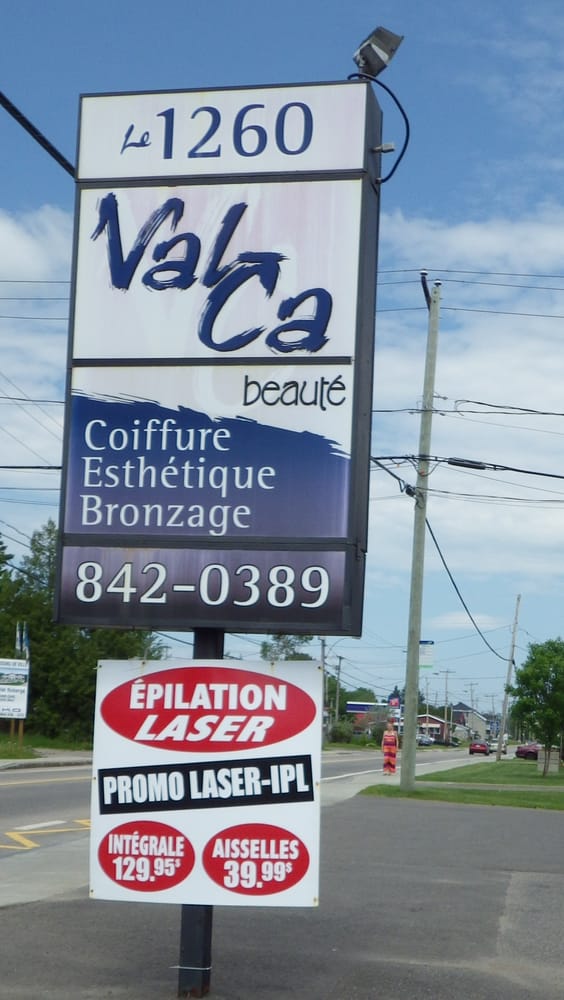 Le 1260
Val
Ca
beauté
Coiffure
Esthétique
Bronzage
842-0389
ÉPILATION
LASER
PROMO LASER-IPL
INTÉGRALE
129.95$
AISSELLES
39.99$